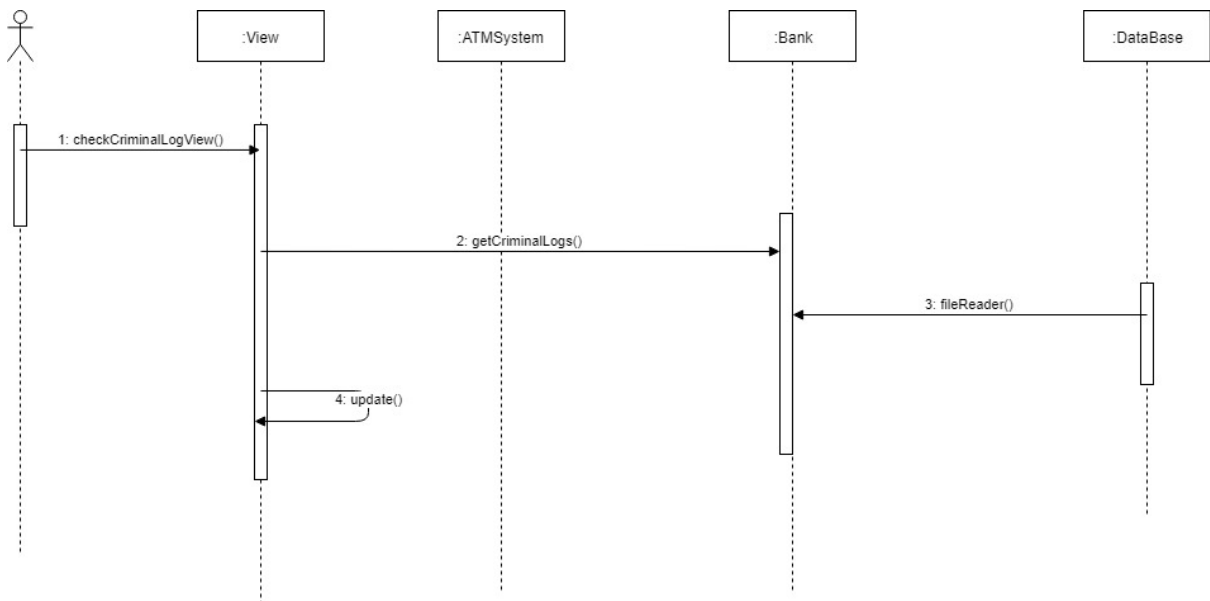 :View
:ATMSystem
:Bank
:DataBase
1: checkCriminalLogView()
2: getCriminalLogs()
3: fileReader()
4: update()